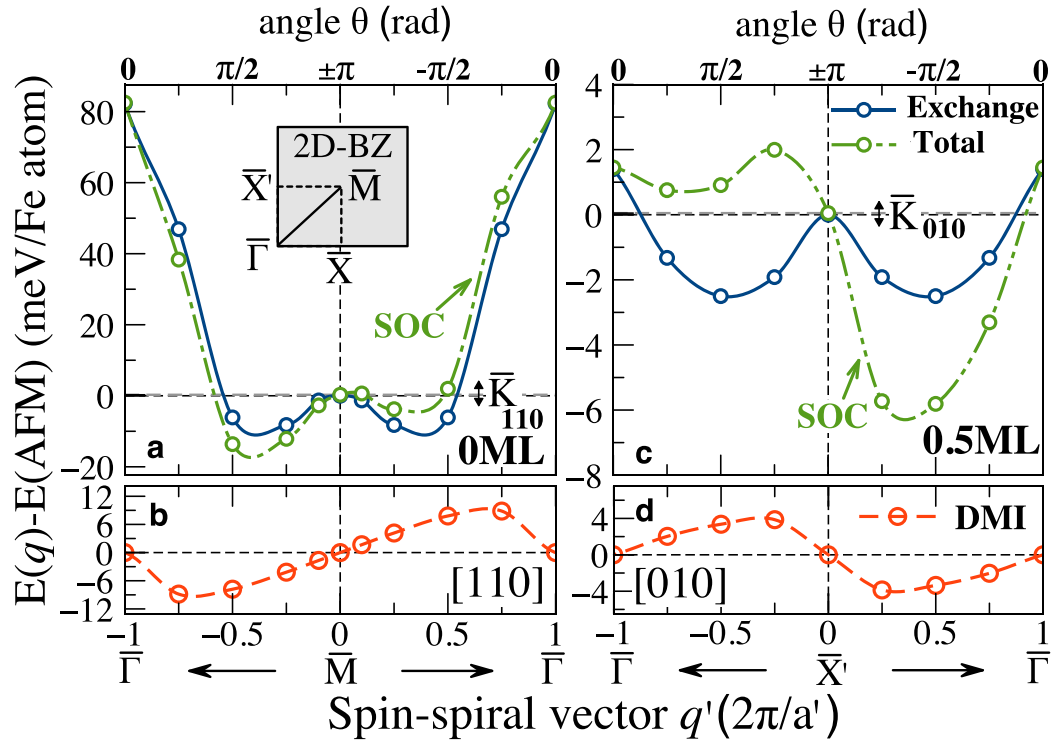 angle θ (rad)
angle θ (rad)
0 π/2 ±π -π/2 0
0 π/2 ±π -π/2 0
E(q)-E(AFM) (meV/Fe atom)
80
60
40
20
0
−20
2D-BZ
X̅'
M̅
Γ̅
X̅
SOC
K̅110
a
0ML
4
2
0
−2
−4
−6
−8
Exchange
Total
K̅010
SOC
c
0.5ML
12
6
0
−6
−12
b
[110]
4
0
−4
d
DMI
[010]
−1 −0.5 0 0.5 1
−1 −0.5 0 0.5 1
Γ̅ M̅ Γ̅
Γ̅ X̅' Γ̅
Spin-spiral vector q'(2π/a')